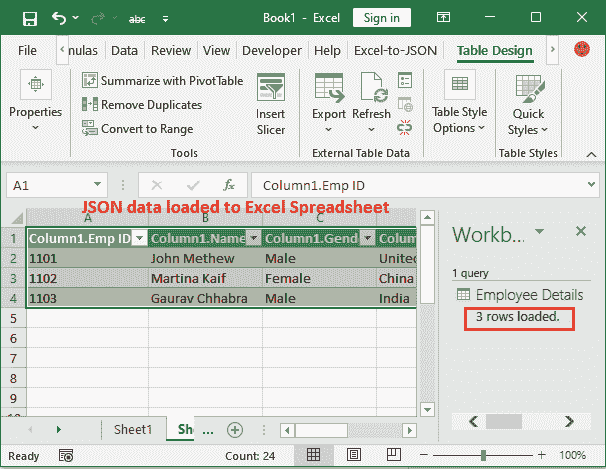 abc
Book1 - Excel
Sign in
File
nulas
Data
Review
View
Developer
Help
Excel-to-JSON
Table Design
Properties
Summarize with PivotTable
Remove Duplicates
Convert to Range
Insert
Slicer
Export
Refresh
Table Style
Options
Quick
Styles
Tools
External Table Data
Table Styles
A1
fx
Column1.Emp ID
JSON data loaded to Excel Spreadsheet
A B C
1 Column1.Emp ID Column1.Name Column1.Gend Colum
2 1101 John Methew Male United
3 1102 Martina Kaif Female China
4 1103 Gaurav Chhabra Male India
5
6
7
8
9
Workb...
1 query
Employee Details
3 rows loaded.
Sheet1
Sh
...
Ready
Count: 24
100%